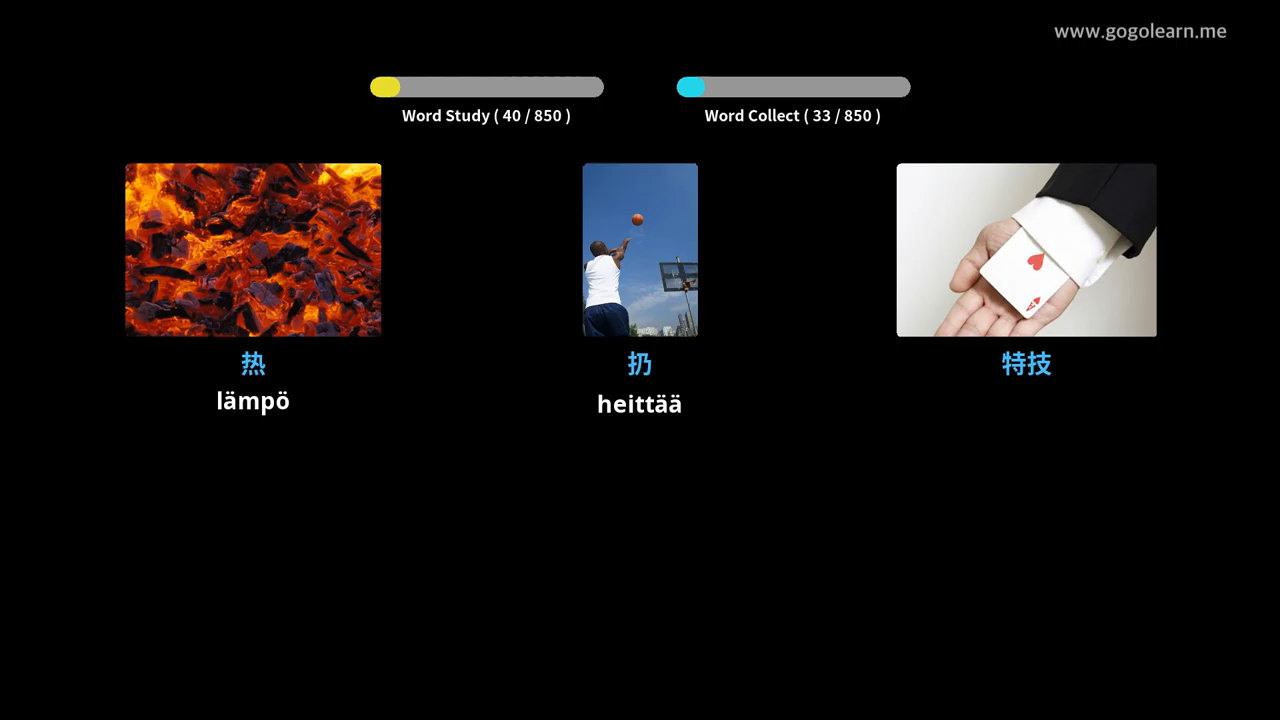 www.gogolearn.me
Word Study ( 40 / 850 )
Word Collect ( 33 / 850 )
热
lämpö
扔
heittää
特技